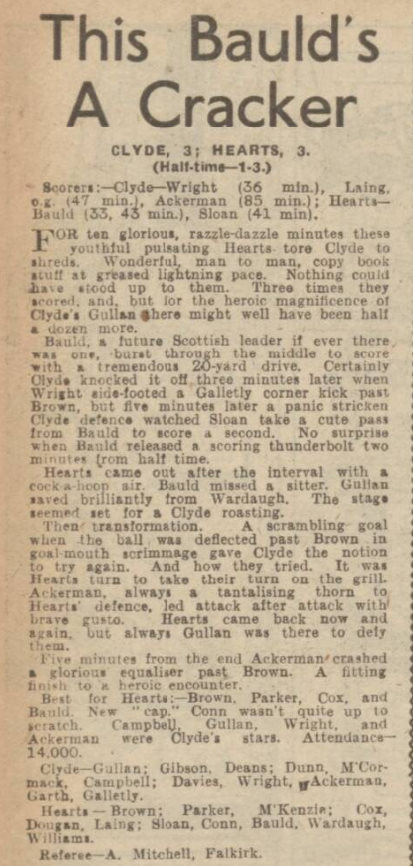 This Bauld's
A Cracker
CLYDE, 3; HEARTS, 3.
(Half-time—1-3.)
Scorers:—Clyde—Wright (36 min.), Laing,
o.g. (47 min.), Ackerman (85 min.); Hearts—
Bauld (33, 43 min.), Sloan (41 min).
FOR ten glorious, razzle-dazzle minutes these
youthful pulsating Hearts tore Clyde to
shreds. Wonderful, man to man, copy book
stuff at greased lightning pace. Nothing could
have stood up to them. Three times they
scored, and, but for the heroic magnificence of
Clyde's Gullan there might well have been half
a dozen more.
Bauld, a future Scottish leader if ever there
was one, burst through the middle to score
with a tremendous 20-yard drive. Certainly
Clyde knocked it off three minutes later when
Wright side-footed a Galletly corner kick past
Brown, but five minutes later a panic stricken
Clyde defence watched Sloan take a cute pass
from Bauld to score a second. No surprise
when Bauld released a scoring thunderbolt two
minutes from half time.
Hearts came out after the interval with a
cock-a-hoop air. Bauld missed a sitter. Gullan
saved brilliantly from Wardaugh. The stage
seemed set for a Clyde roasting.
Then transformation. A scrambling goal
when the ball was deflected past Brown in
goal-mouth scrimmage gave Clyde the notion
to try again. And how they tried. It was
Hearts turn to take their turn on the grill.
Ackerman, always a tantalising thorn to
Hearts' defence, led attack after attack with
brave gusto. Hearts came back now and
again, but always Gullan was there to defy
them.
Five minutes from the end Ackerman crashed
a glorious equaliser past Brown. A fitting
finish to a heroic encounter.
Best for Hearts:—Brown, Parker, Cox, and
Bauld. New "cap." Conn wasn't quite up to
scratch. Campbell, Gullan, Wright, and
Ackerman were Clyde's stars. Attendance—
14,000.
Clyde—Gullan; Gibson, Deans; Dunn, M'Cor-
mack, Campbell; Davies, Wright, Ackerman,
Garth, Galletly.
Hearts — Brown; Parker, M'Kenzie; Cox,
Dougan, Laing; Sloan, Conn, Bauld, Wardaugh,
Williams.
Referee—A. Mitchell, Falkirk.